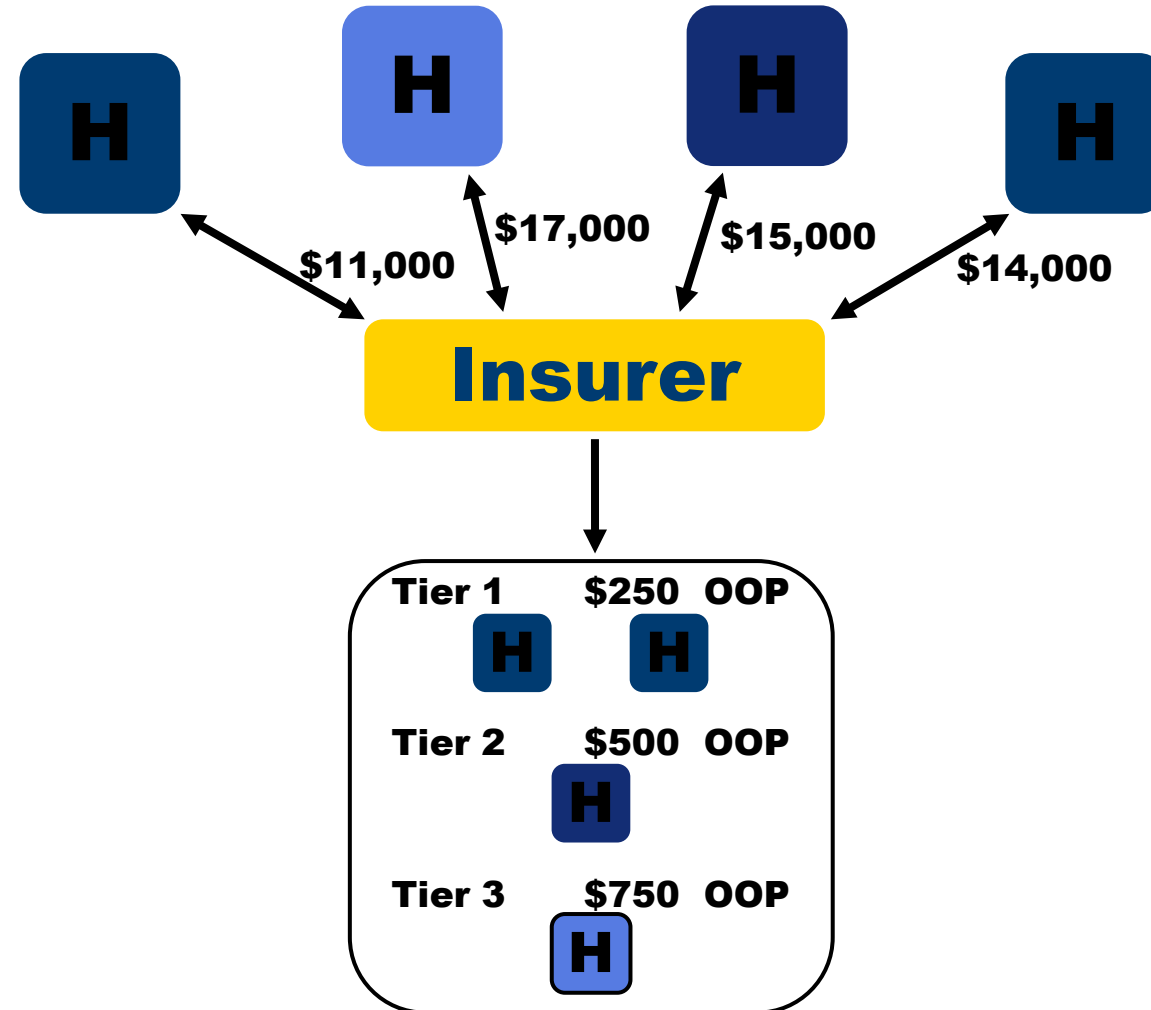 H H H H
$11,000 $17,000 $15,000 $14,000
Insurer
Tier 1 $250 OOP
H H
Tier 2 $500 OOP
H
Tier 3 $750 OOP
H